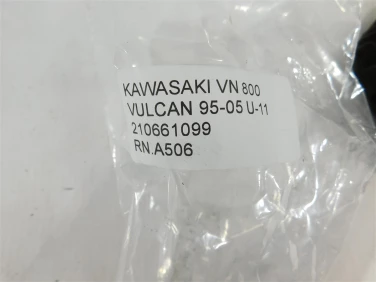 KAWASAKI VN 800
VULCAN 95-05 U-11
210661099
RN.A506